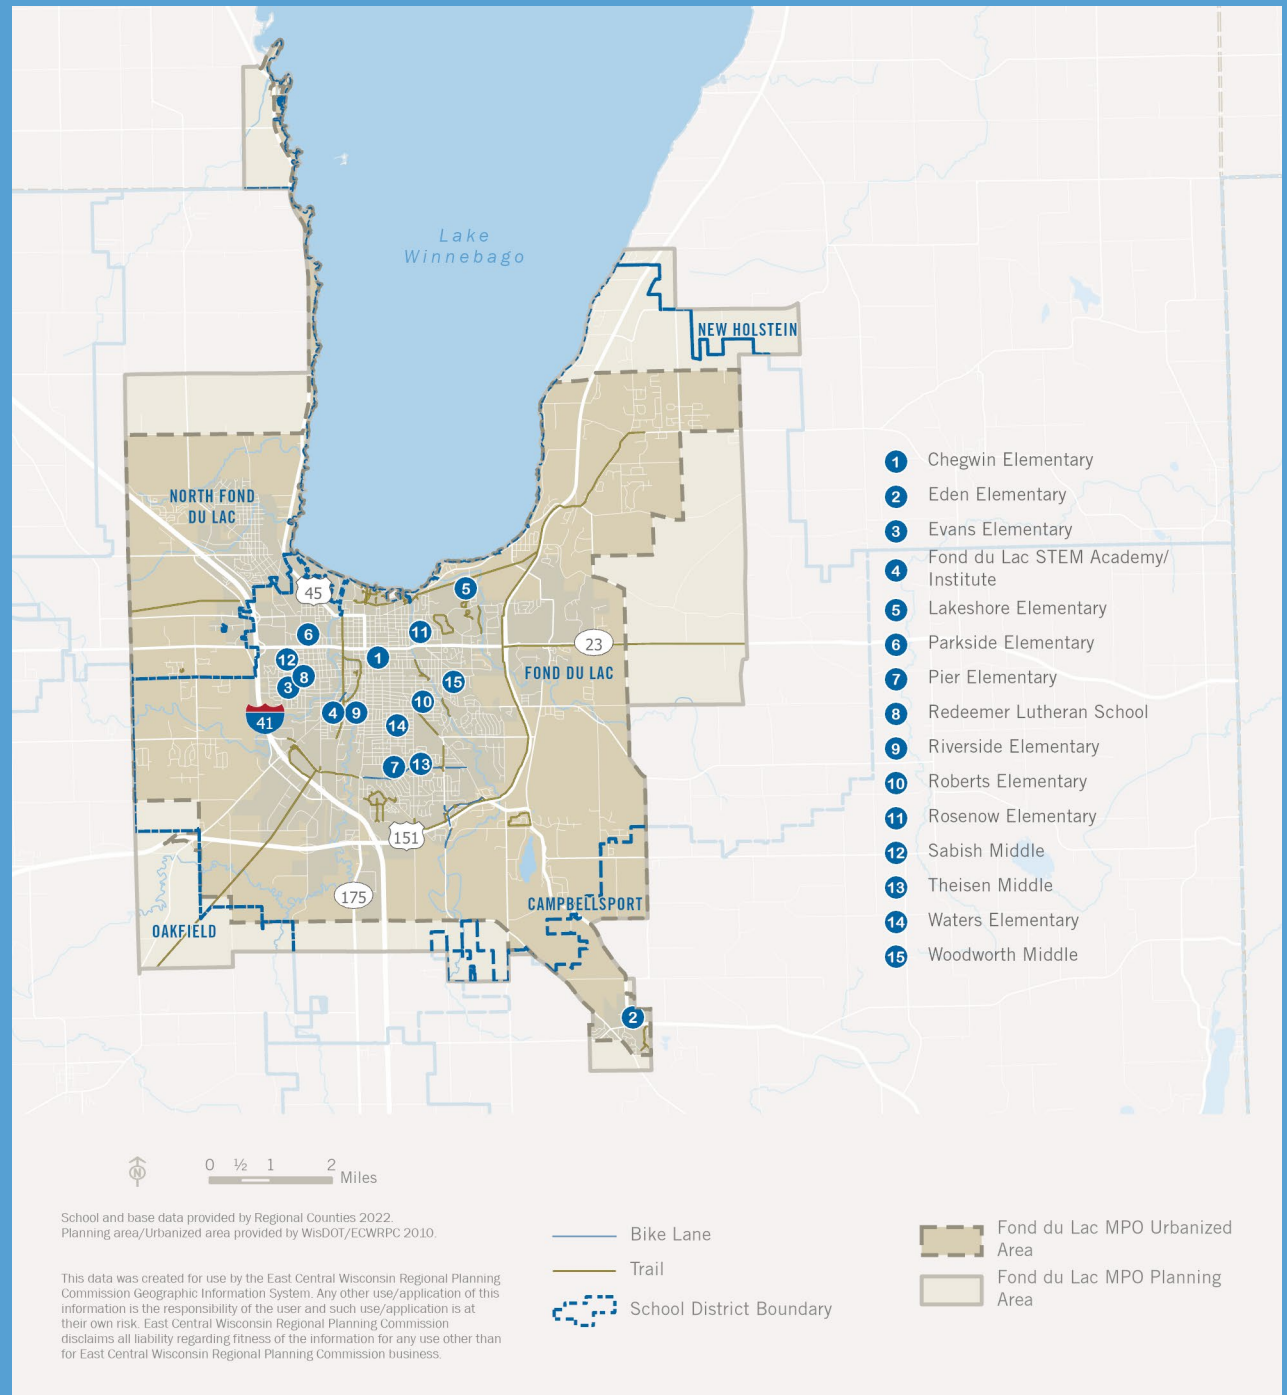 Lake
Winnebago
NEW HOLSTEIN
NORTH FOND
DU LAC
45
5
6
11
23
12
1
FOND DU LAC
8
3
15
10
41
4
9
14
7
13
151
175
CAMPBELLSPORT
OAKFIELD
2
1 Chegwin Elementary
2 Eden Elementary
3 Evans Elementary
4 Fond du Lac STEM Academy/
Institute
5 Lakeshore Elementary
6 Parkside Elementary
7 Pier Elementary
8 Redeemer Lutheran School
9 Riverside Elementary
10 Roberts Elementary
11 Rosenow Elementary
12 Sabish Middle
13 Theisen Middle
14 Waters Elementary
15 Woodworth Middle
N
0 ½ 1 2
Miles
School and base data provided by Regional Counties 2022.
Planning area/Urbanized area provided by WisDOT/ECWRPC 2010.
This data was created for use by the East Central Wisconsin Regional Planning
Commission Geographic Information System. Any other use/application of this
information is the responsibility of the user and such use/application is at
their own risk. East Central Wisconsin Regional Planning Commission
disclaims all liability regarding fitness of the information for any use other than
for East Central Wisconsin Regional Planning Commission business.
Bike Lane
Trail
School District Boundary
Fond du Lac MPO Urbanized
Area
Fond du Lac MPO Planning
Area